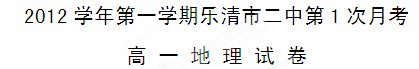 2012 学年第一学期乐清市二中第 1 次月考
高 一 地 理 试 卷